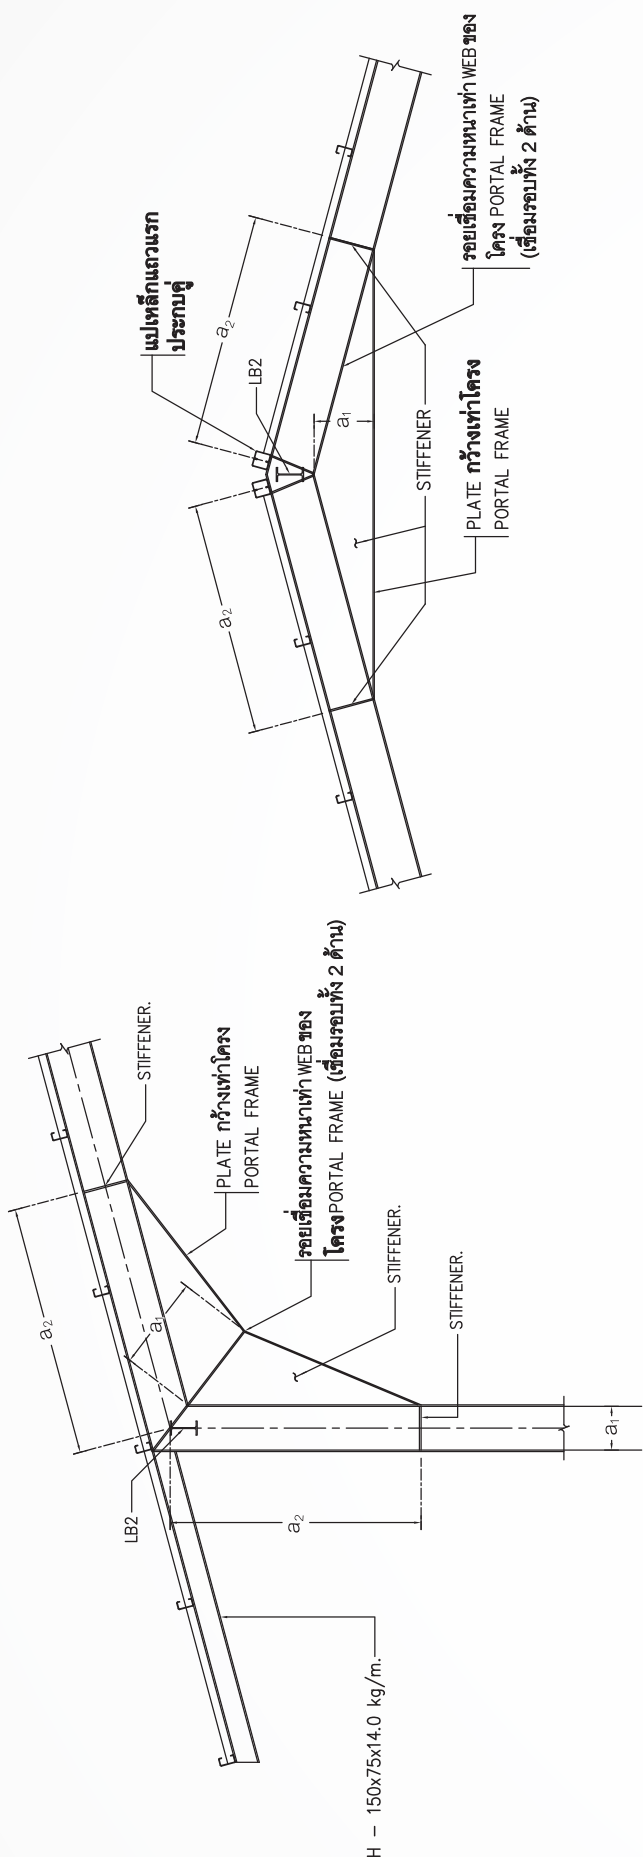 แปเหล็กแถวแรก
ประกบคู่
a₂
a₂
LB2
a₁
STIFFENER
รอยเชื่อมความหนาเท่า WEB ของ
โครง PORTAL FRAME
(เชื่อมรอบทั้ง 2 ด้าน)
PLATE กว้างเท่าโครง
PORTAL FRAME
STIFFENER.
PLATE กว้างเท่าโครง
PORTAL FRAME
รอยเชื่อมความหนาเท่า WEB ของ
โครง PORTAL FRAME (เชื่อมรอบทั้ง 2 ด้าน)
STIFFENER.
STIFFENER.
a₂
a₁
LB2
a₂
a₁
H - 150x75x14.0 kg/m.